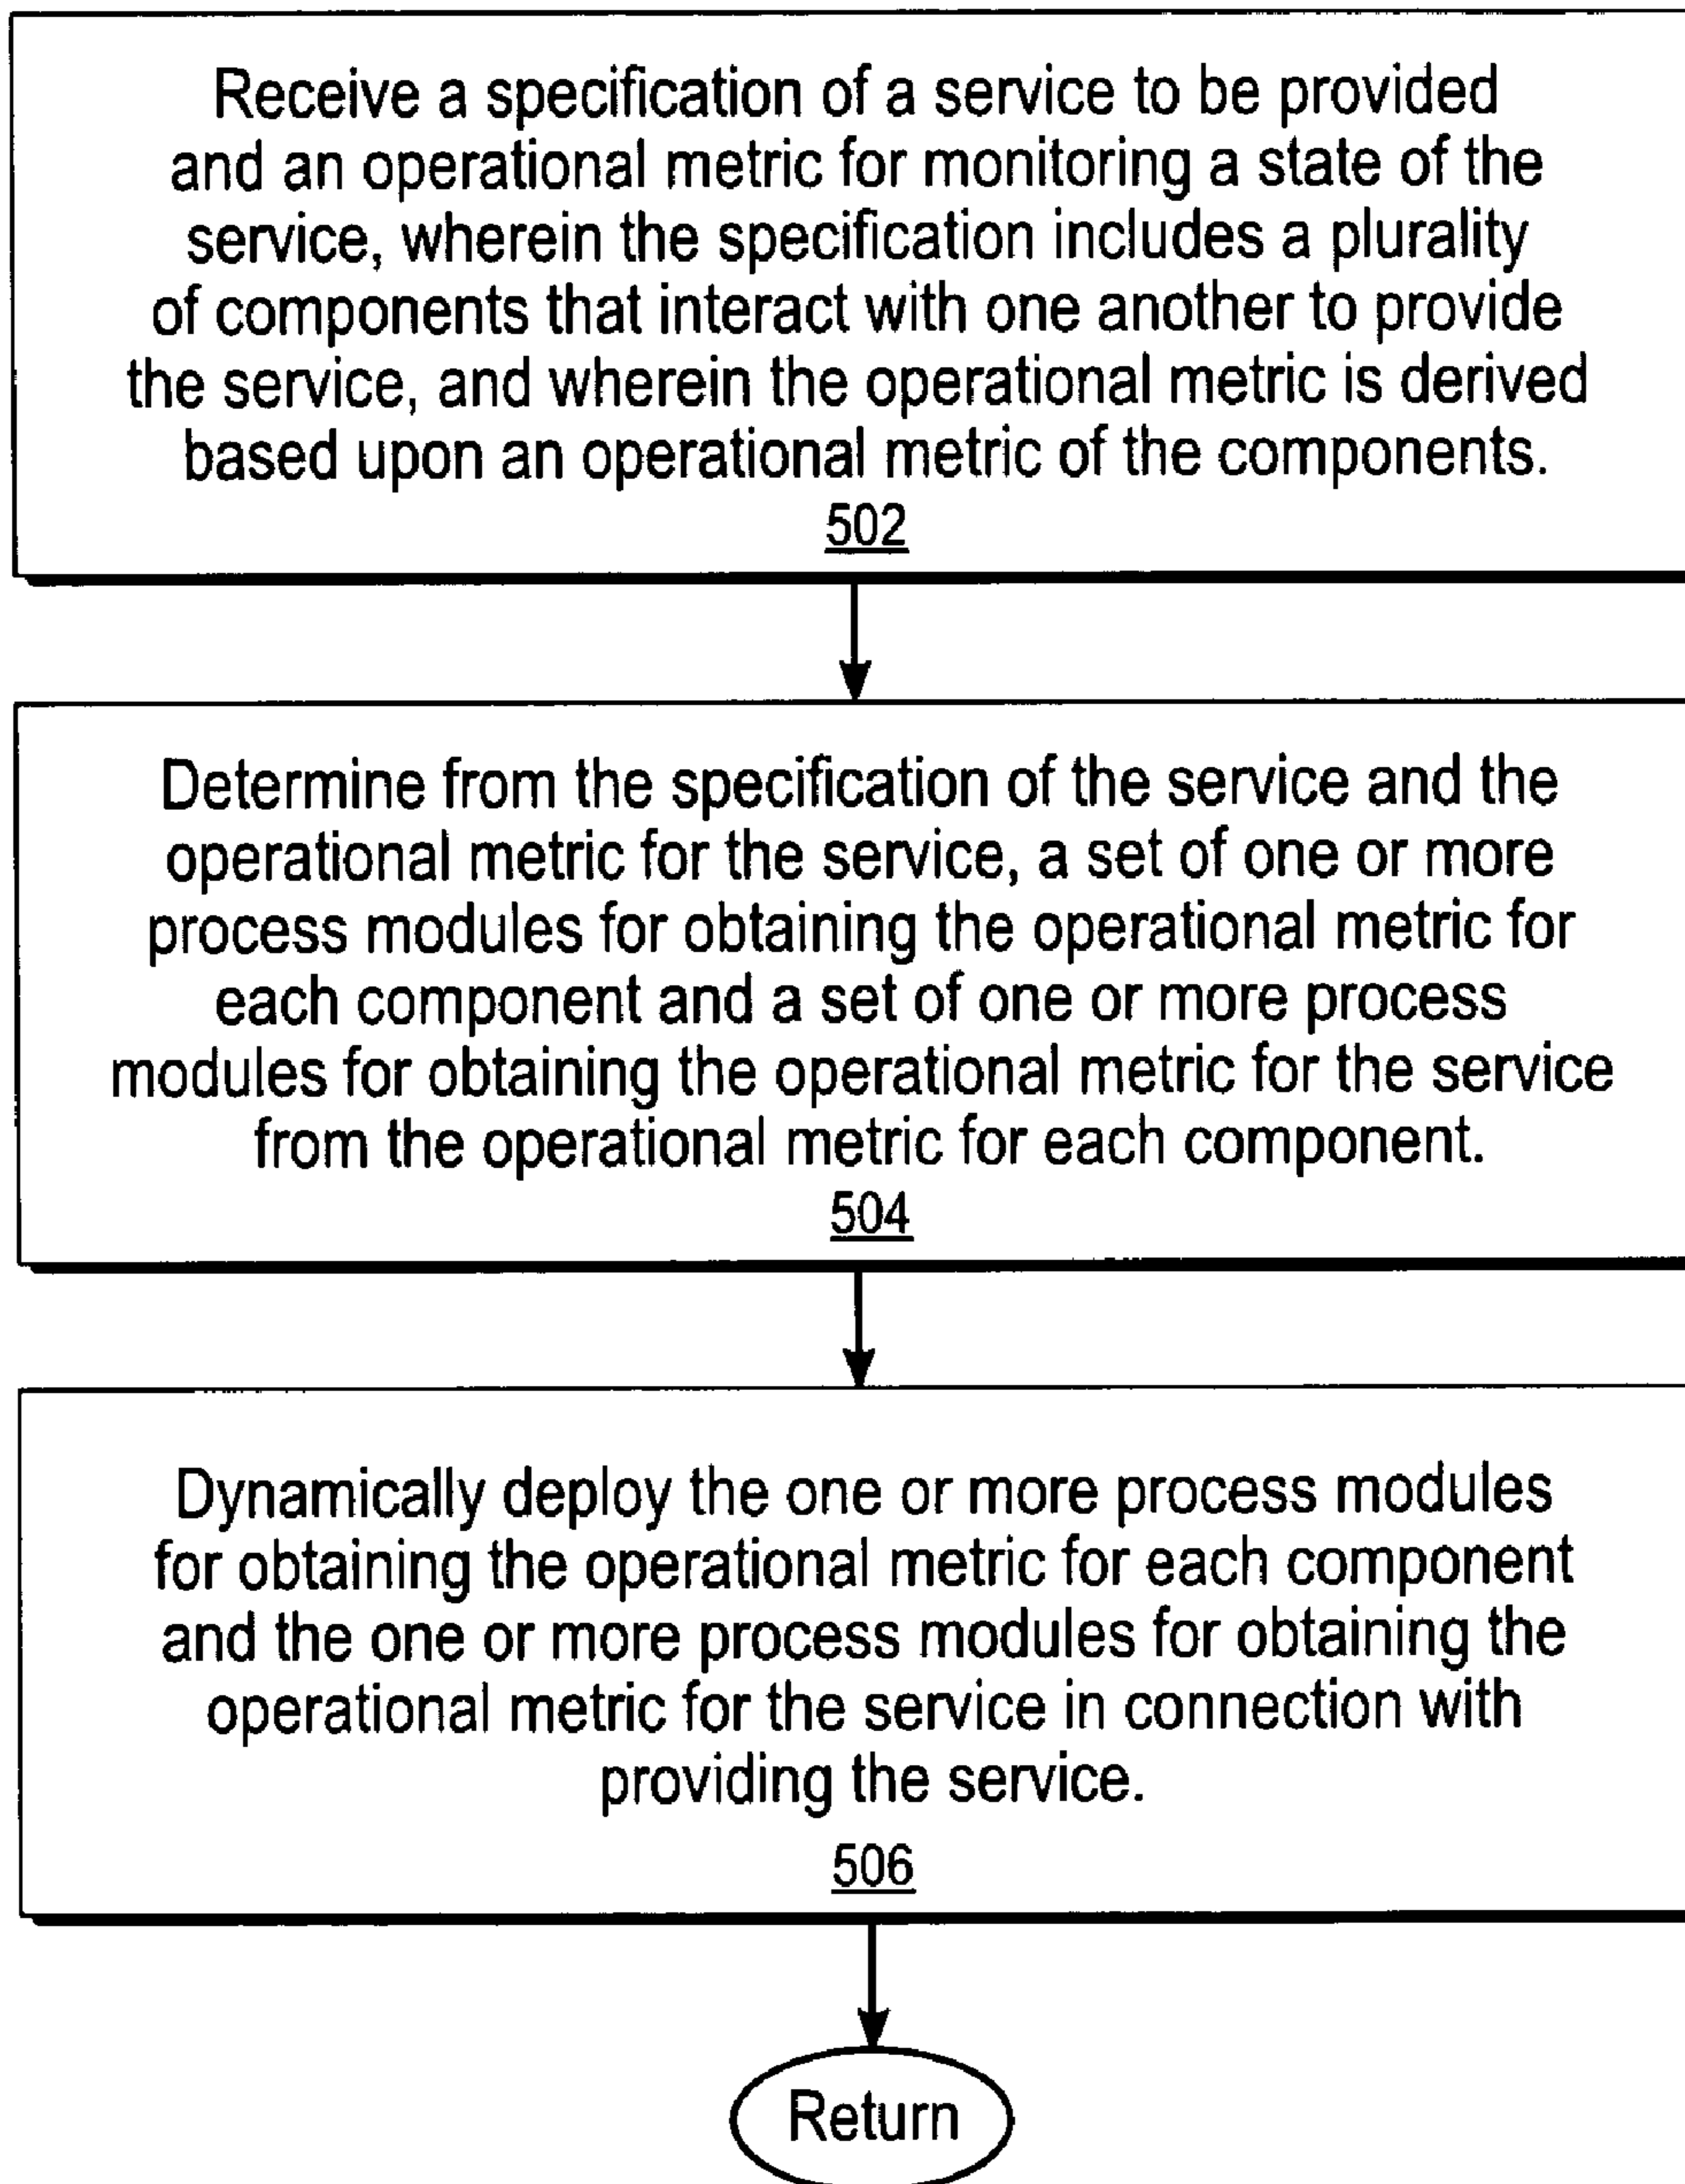 Receive a specification of a service to be provided
and an operational metric for monitoring a state of the
service, wherein the specification includes a plurality
of components that interact with one another to provide
the service, and wherein the operational metric is derived
based upon an operational metric of the components.
502
Determine from the specification of the service and the
operational metric for the service, a set of one or more
process modules for obtaining the operational metric for
each component and a set of one or more process
modules for obtaining the operational metric for the service
from the operational metric for each component.
504
Dynamically deploy the one or more process modules
for obtaining the operational metric for each component
and the one or more process modules for obtaining the
operational metric for the service in connection with
providing the service.
506
Return